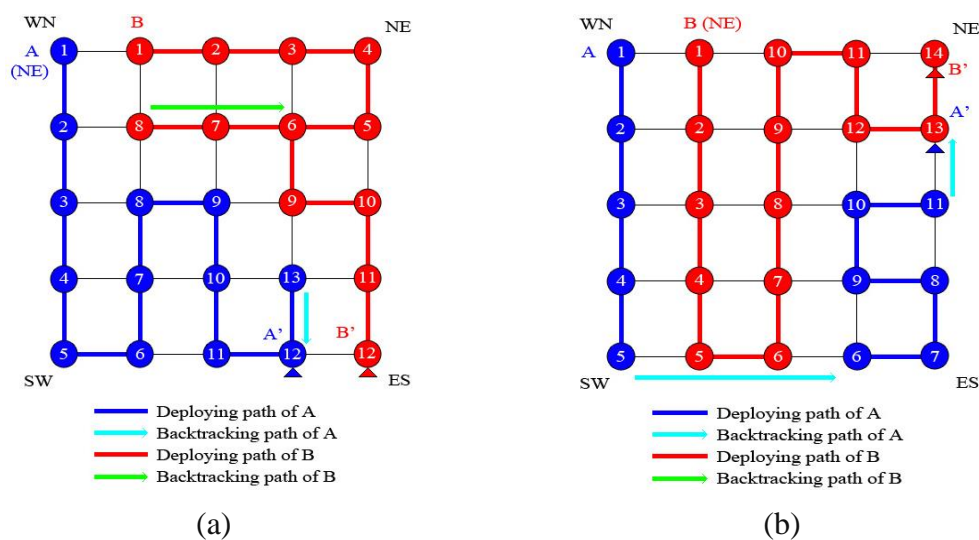 WN B NE
A (NE)
1 1 2 3 4
2 8 7 6 5
3 8 9 9 10
4 7 10 13 11
A’ B’
5 6 11 12 12
SW ES
Deploying path of A
Backtracking path of A
Deploying path of B
Backtracking path of B
(a)
WN B (NE) NE
A 1 1 10 11 14
B’
A’
2 2 9 12 13
3 3 8 10 11
4 4 7 9 8
5 5 6 6 7
SW ES
Deploying path of A
Backtracking path of A
Deploying path of B
Backtracking path of B
(b)